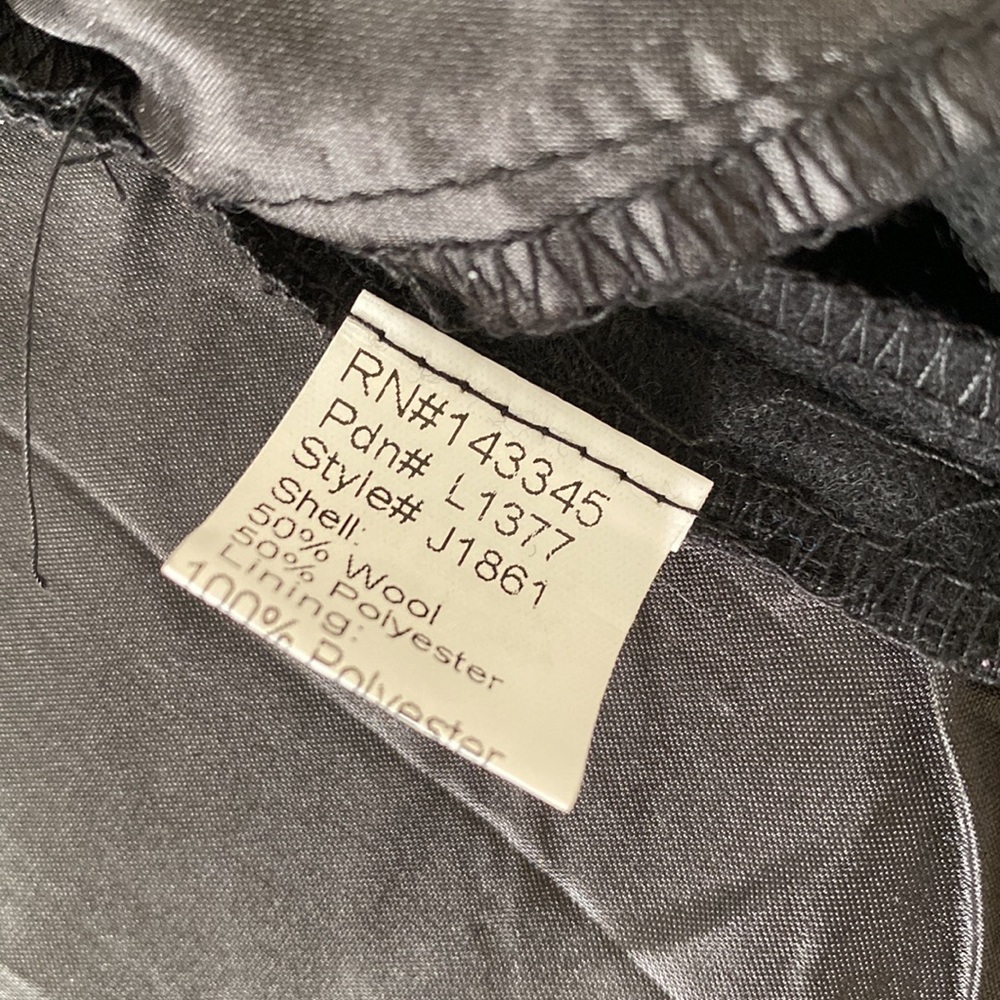 RN#143345
Pdn# L1377
Style# J1861
Shell:
50% Wool
50% Polyester
Lining:
100% Polyester